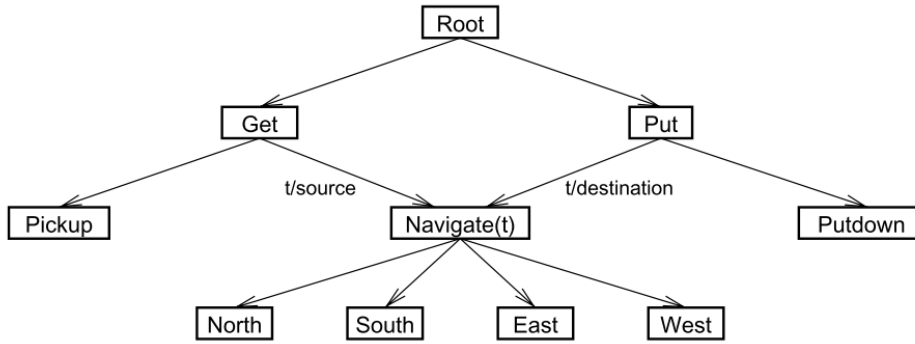 Root
Get
Put
t/source
t/destination
Pickup
Navigate(t)
Putdown
North
South
East
West